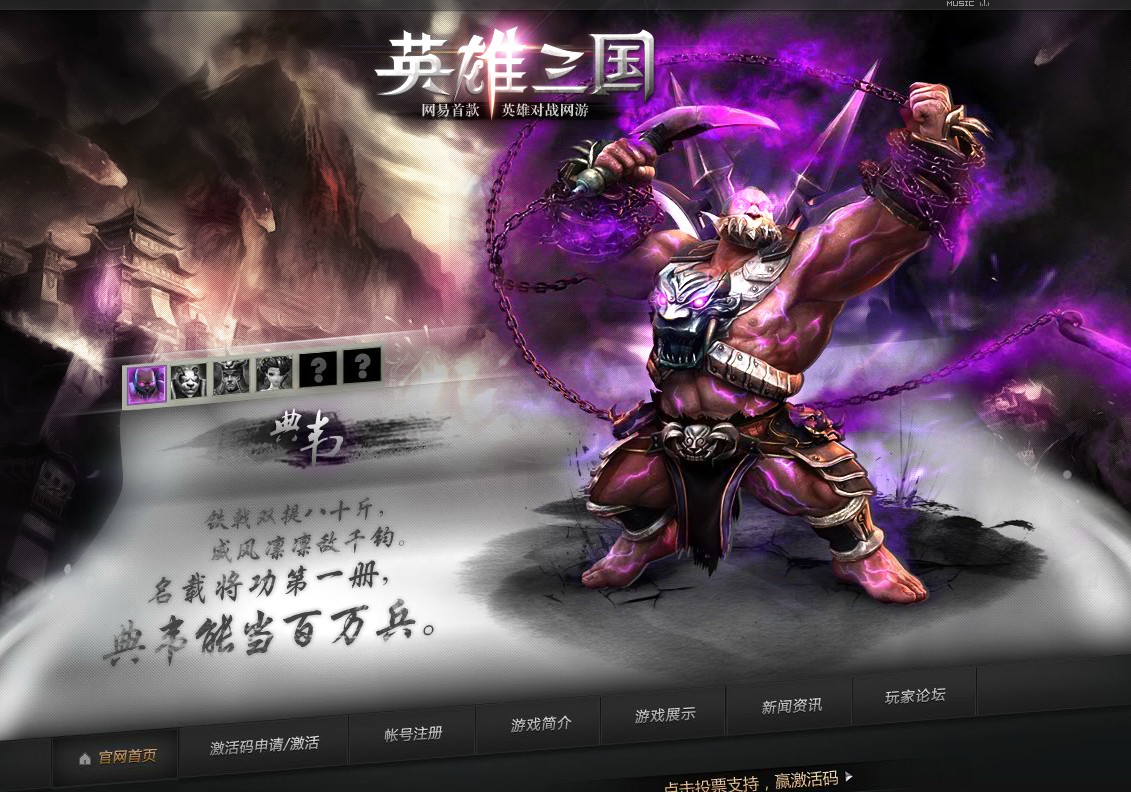 MUSIC
英雄三国
网易首款 英雄对战网游
? ?
典韦
铁戟双提八十斤，
威风凛凛敌千钧。
名载将功第一册，
典韦能当百万兵。
官网首页 激活码申请/激活 帐号注册 游戏简介 游戏展示 新闻资讯 玩家论坛
点击投票支持，赢激活码